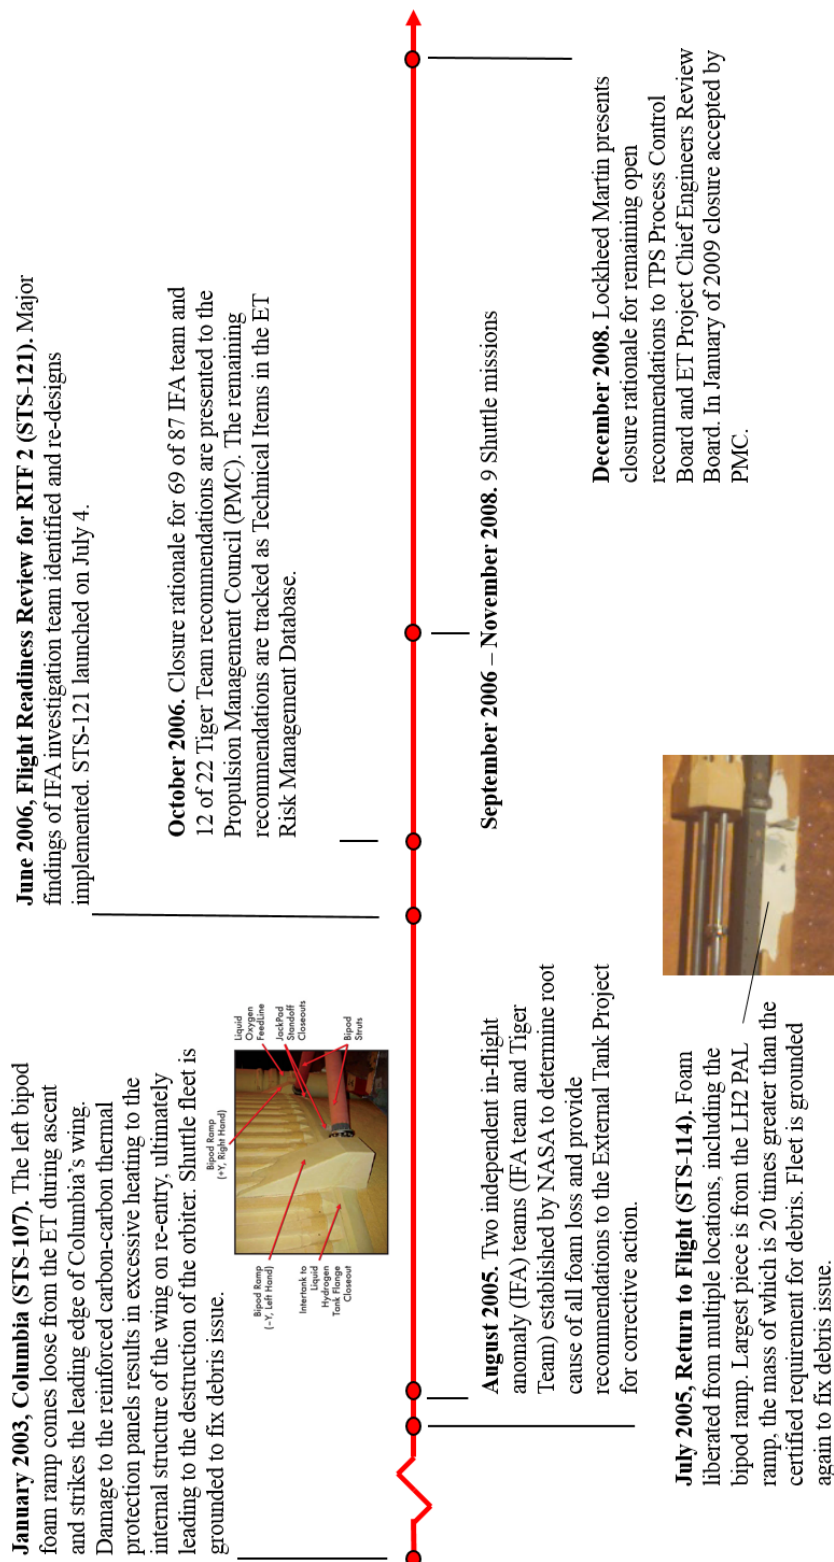 January 2003, Columbia (STS-107). The left bipod
foam ramp comes loose from the ET during ascent
and strikes the leading edge of Columbia's wing.
Damage to the reinforced carbon-carbon thermal
protection panels results in excessive heating to the
internal structure of the wing on re-entry, ultimately
leading to the destruction of the orbiter. Shuttle fleet is
grounded to fix debris issue.
Bipod Ramp
(+Y, Right Hand)
Liquid
Oxygen
FeedLine
JackPad
Standoff
Closeouts
Bipod
Struts
Bipod Ramp
(–Y, Left Hand)
Intertank to
Liquid
Hydrogen
Tank Flange
Closeout
June 2006, Flight Readiness Review for RTF 2 (STS-121). Major
findings of IFA investigation team identified and re-designs
implemented. STS-121 launched on July 4.
October 2006. Closure rationale for 69 of 87 IFA team and
12 of 22 Tiger Team recommendations are presented to the
Propulsion Management Council (PMC). The remaining
recommendations are tracked as Technical Items in the ET
Risk Management Database.
August 2005. Two independent in-flight
anomaly (IFA) teams (IFA team and Tiger
Team) established by NASA to determine root
cause of all foam loss and provide
recommendations to the External Tank Project
for corrective action.
September 2006 – November 2008. 9 Shuttle missions
July 2005, Return to Flight (STS-114). Foam
liberated from multiple locations, including the
bipod ramp. Largest piece is from the LH2 PAL
ramp, the mass of which is 20 times greater than the
certified requirement for debris. Fleet is grounded
again to fix debris issue.
December 2008. Lockheed Martin presents
closure rationale for remaining open
recommendations to TPS Process Control
Board and ET Project Chief Engineers Review
Board. In January of 2009 closure accepted by
PMC.